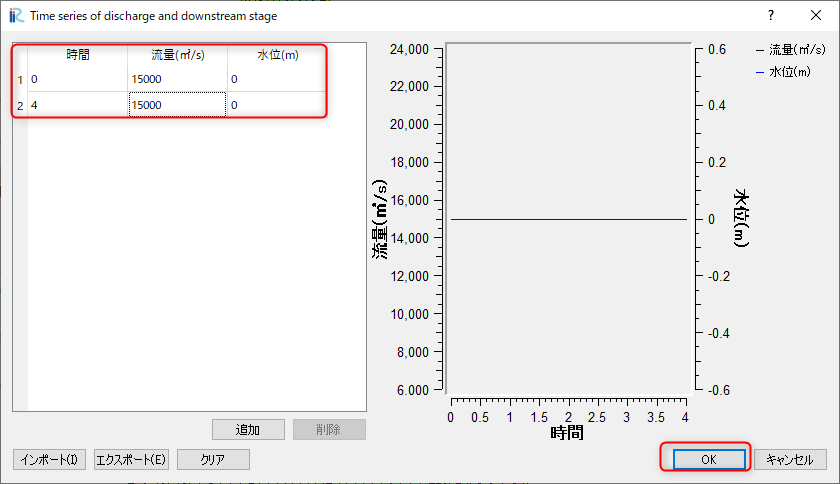 Time series of discharge and downstream stage
? ×
時間 流量(㎥/s) 水位(m)
1 0 15000 0
2 4 15000 0
24,000
22,000
20,000
18,000
16,000
14,000
12,000
10,000
8,000
6.000
流量(㎥/s)
0.6
0.4
0.2
0
-0.2
-0.4
-0.6
水位(m)
流量(㎥/s)
水位(m)
0 0.5 1 1.5 2 2.5 3 3.5 4
時間
追加 削除
インポート(I) エクスポート(E) クリア OK キャンセル